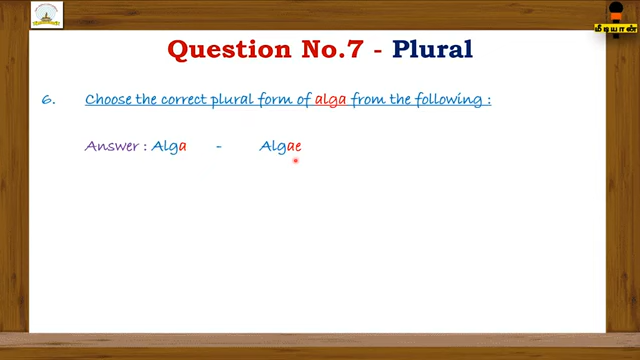 மீடியான்
Question No.7 - Plural
6. Choose the correct plural form of alga from the following :
Answer : Alga - Algae